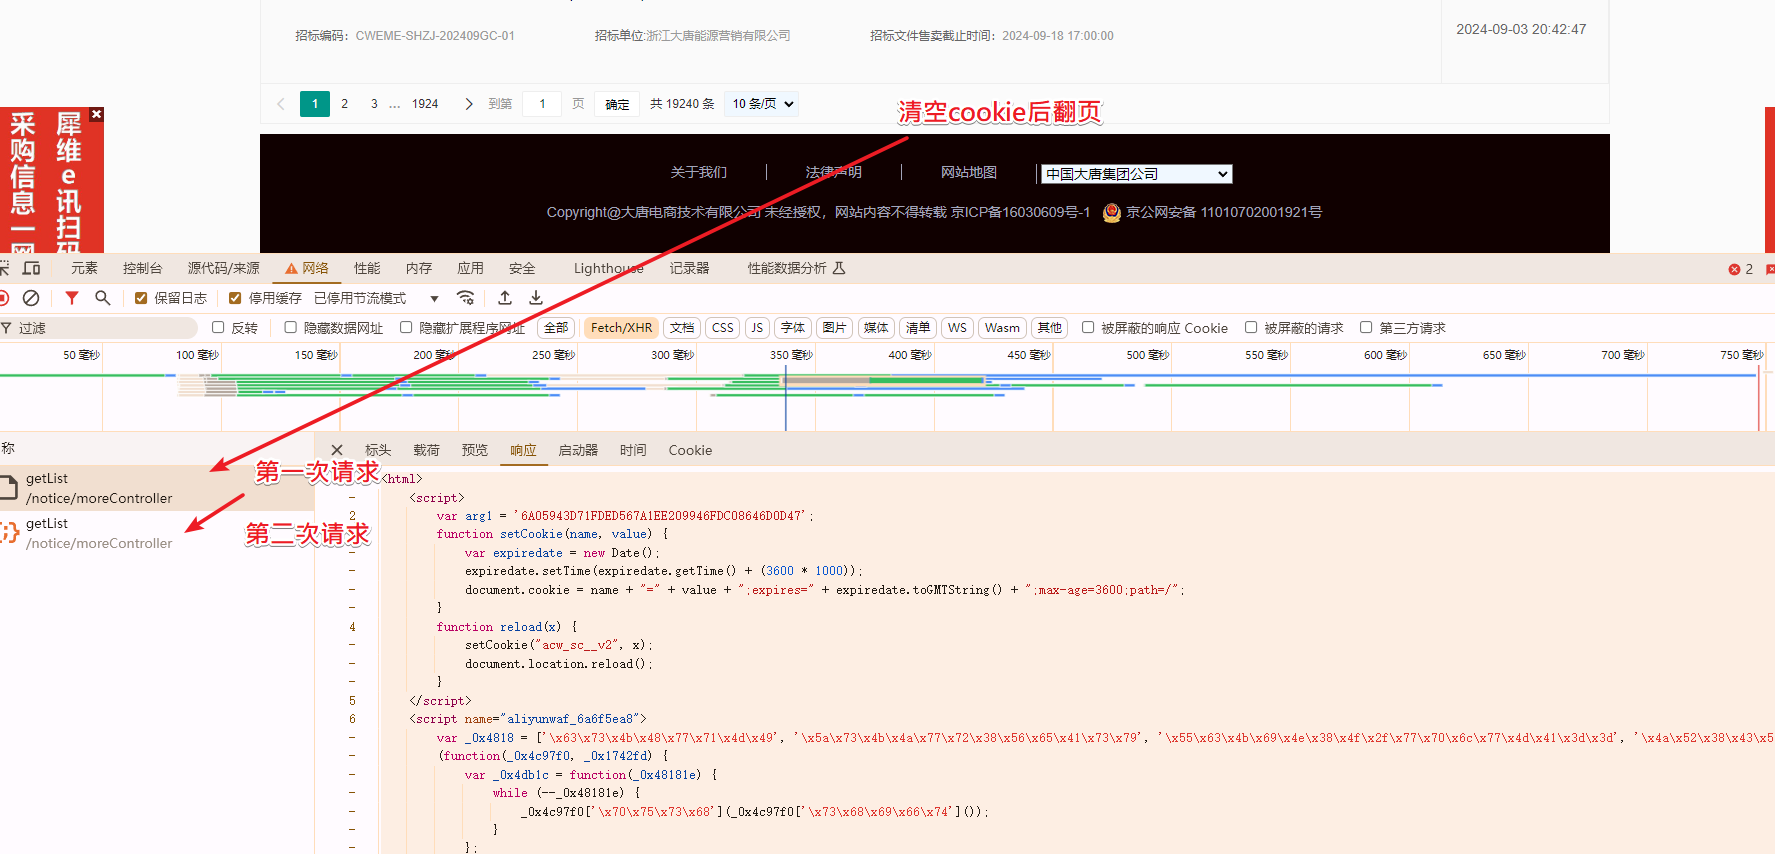 招标编码：CWEME-SHZJ-202409GC-01
招标单位:浙江大唐能源营销有限公司
招标文件售卖截止时间：2024-09-18 17:00:00
2024-09-03 20:42:47
1 2 3 … 1924 到第 1 页 确定 共 19240 条 10 条/页
清空cookie后翻页
犀维e讯扫码
采购信息一网
关于我们 | 法律声明 | 网站地图 | 中国大唐集团公司
Copyright@大唐电商技术有限公司 未经授权，网站内容不得转载 京ICP备16030609号-1 京公网安备 11010702001921号
元素 控制台 源代码/来源 网络 性能 内存 应用 安全 Lighthouse 记录器 性能数据分析 2
保留日志 停用缓存 已停用节流模式
过滤 反转 隐藏数据网址 隐藏扩展程序网址 全部 Fetch/XHR 文档 CSS JS 字体 图片 媒体 清单 WS Wasm 其他 被屏蔽的响应 Cookie 被屏蔽的请求 第三方请求
50 毫秒 100 毫秒 150 毫秒 200 毫秒 250 毫秒 300 毫秒 350 毫秒 400 毫秒 450 毫秒 500 毫秒 550 毫秒 600 毫秒 650 毫秒 700 毫秒 750 毫秒
称
标头 载荷 预览 响应 启动器 时间 Cookie
getList
/notice/moreController
第一次请求
getList
/notice/moreController
第二次请求
<html>
- <script>
2 var arg1 = '6A05943D71FDED567A1EE209946FDC08646D0D47';
- function setCookie(name, value) {
- var expiredate = new Date();
- expiredate.setTime(expiredate.getTime() + (3600 * 1000));
- document.cookie = name + "=" + value + ";expires=" + expiredate.toGMTString() + ";max-age=3600;path=/";
- }
4 function reload(x) {
- setCookie("acw_sc__v2", x);
- document.location.reload();
- }
5 </script>
6 <script name="aliyunwaf_6a6f5ea8">
- var _0x4818 = ['\x63\x73\x4b\x48\x77\x71\x4d\x49', '\x5a\x73\x4b\x4a\x77\x72\x38\x56\x65\x41\x73\x79', '\x55\x63\x4b\x69\x4e\x38\x4f\x2f\x77\x70\x6c\x77\x4d\x41\x3d\x3d', '\x4a\x52\x38\x43\x5
- (function(_0x4c97f0, _0x1742fd) {
- var _0x4db1c = function(_0x48181e) {
- while (--_0x48181e) {
- _0x4c97f0['\x70\x75\x73\x68'](_0x4c97f0['\x73\x68\x69\x66\x74']());
- }
- };